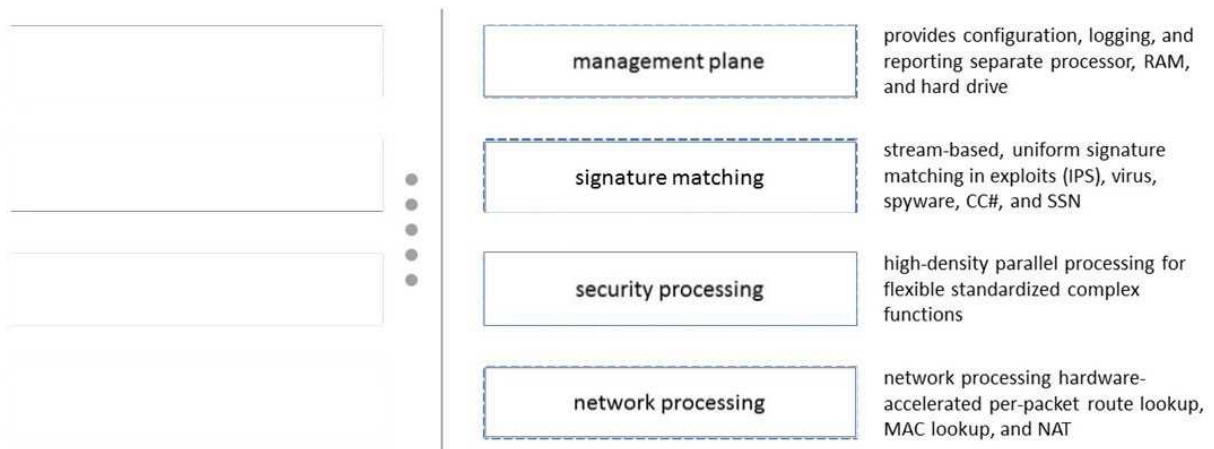 management plane
provides configuration, logging, and
reporting separate processor, RAM,
and hard drive
signature matching
stream-based, uniform signature
matching in exploits (IPS), virus,
spyware, CC#, and SSN
security processing
high-density parallel processing for
flexible standardized complex
functions
network processing
network processing hardware-
accelerated per-packet route lookup,
MAC lookup, and NAT